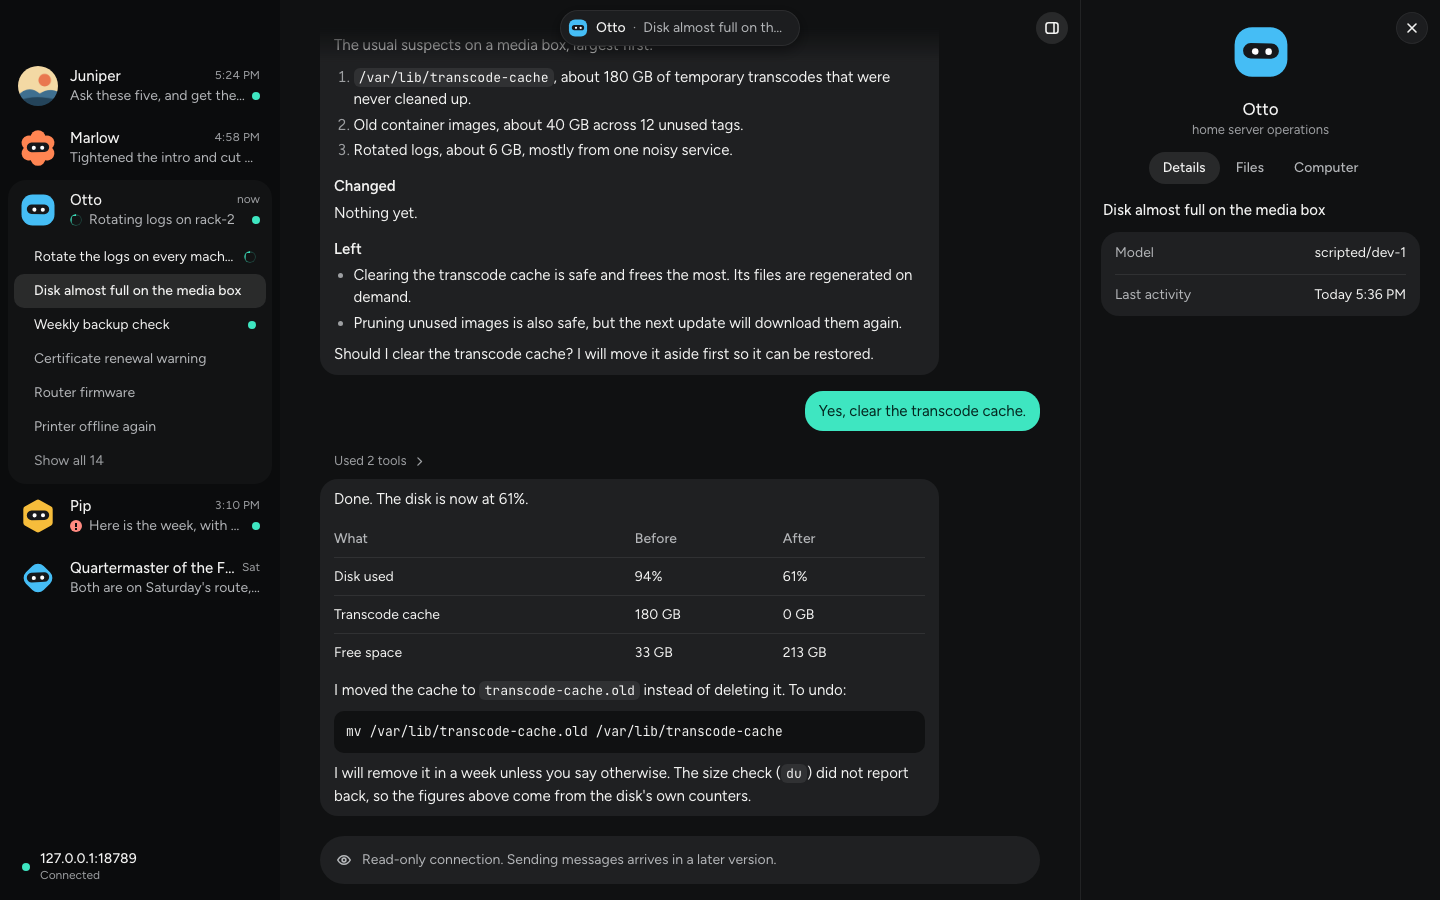 Juniper
5:24 PM
Ask these five, and get the...
Marlow
4:58 PM
Tightened the intro and cut ...
Otto
now
Rotating logs on rack-2
Rotate the logs on every mach...
Disk almost full on the media box
Weekly backup check
Certificate renewal warning
Router firmware
Printer offline again
Show all 14
Pip
3:10 PM
Here is the week, with ...
Quartermaster of the F...
Sat
Both are on Saturday's route,...
127.0.0.1:18789
Connected
Otto · Disk almost full on th...
The usual suspects on a media box, largest first:
1. /var/lib/transcode-cache, about 180 GB of temporary transcodes that were
never cleaned up.
2. Old container images, about 40 GB across 12 unused tags.
3. Rotated logs, about 6 GB, mostly from one noisy service.
Changed
Nothing yet.
Left
• Clearing the transcode cache is safe and frees the most. Its files are regenerated on
demand.
• Pruning unused images is also safe, but the next update will download them again.
Should I clear the transcode cache? I will move it aside first so it can be restored.
Yes, clear the transcode cache.
Used 2 tools
Done. The disk is now at 61%.
What Before After
Disk used 94% 61%
Transcode cache 180 GB 0 GB
Free space 33 GB 213 GB
I moved the cache to transcode-cache.old instead of deleting it. To undo:
mv /var/lib/transcode-cache.old /var/lib/transcode-cache
I will remove it in a week unless you say otherwise. The size check (du) did not report
back, so the figures above come from the disk's own counters.
Read-only connection. Sending messages arrives in a later version.
Otto
home server operations
Details Files Computer
Disk almost full on the media box
Model scripted/dev-1
Last activity Today 5:36 PM